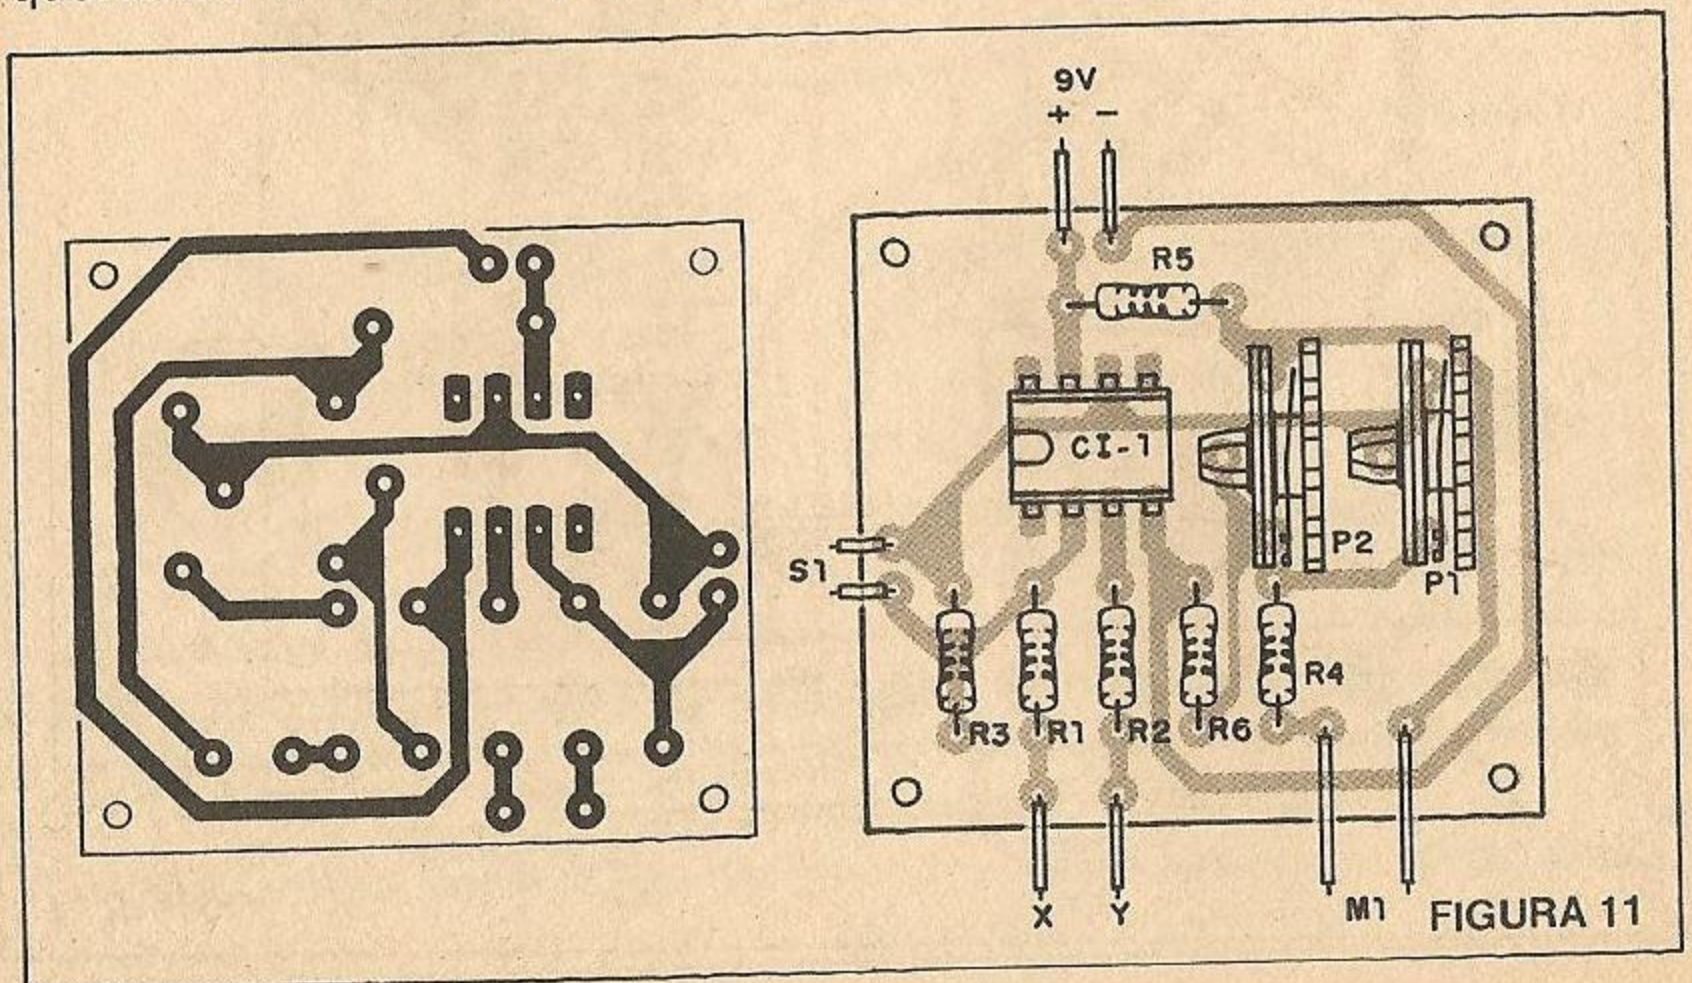 9V
+ −
R5
CI-1
S1
P2
P1
R4
R3 R1 R2 R6
X Y M1
FIGURA 11